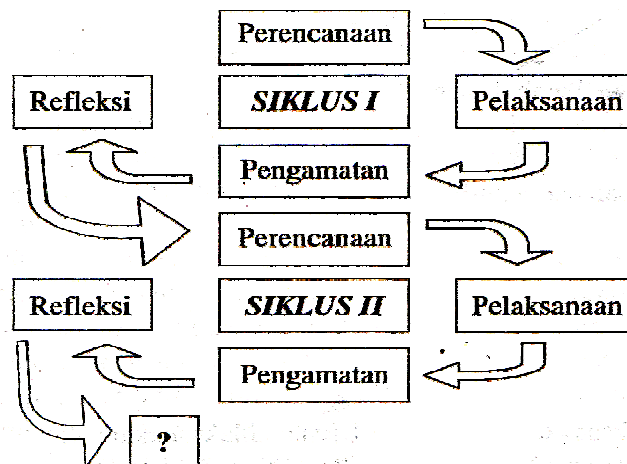 Perencanaan
Refleksi SIKLUS I Pelaksanaan
Pengamatan
Perencanaan
Refleksi SIKLUS II Pelaksanaan
Pengamatan
?